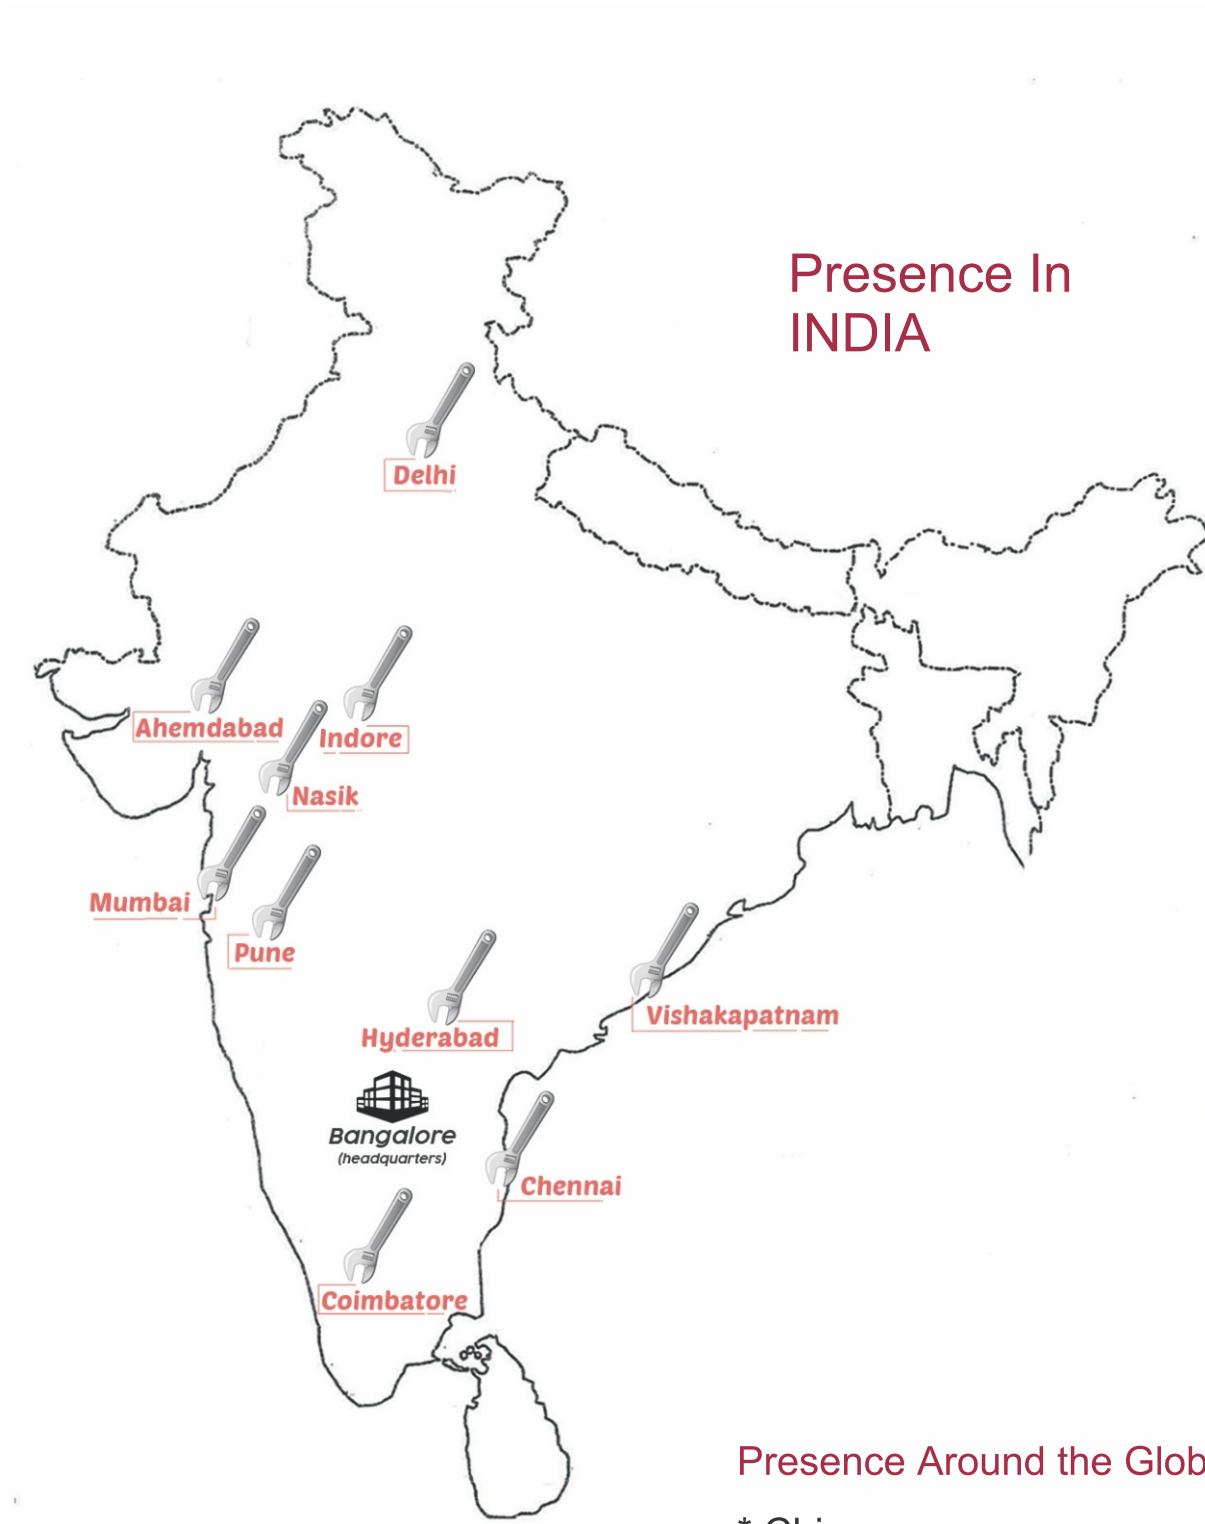 Presence In
INDIA
Delhi
Ahemdabad
Indore
Nasik
Mumbai
Pune
Hyderabad
Vishakapatnam
Bangalore
(headquarters)
Chennai
Coimbatore
Presence Around the Glob
*